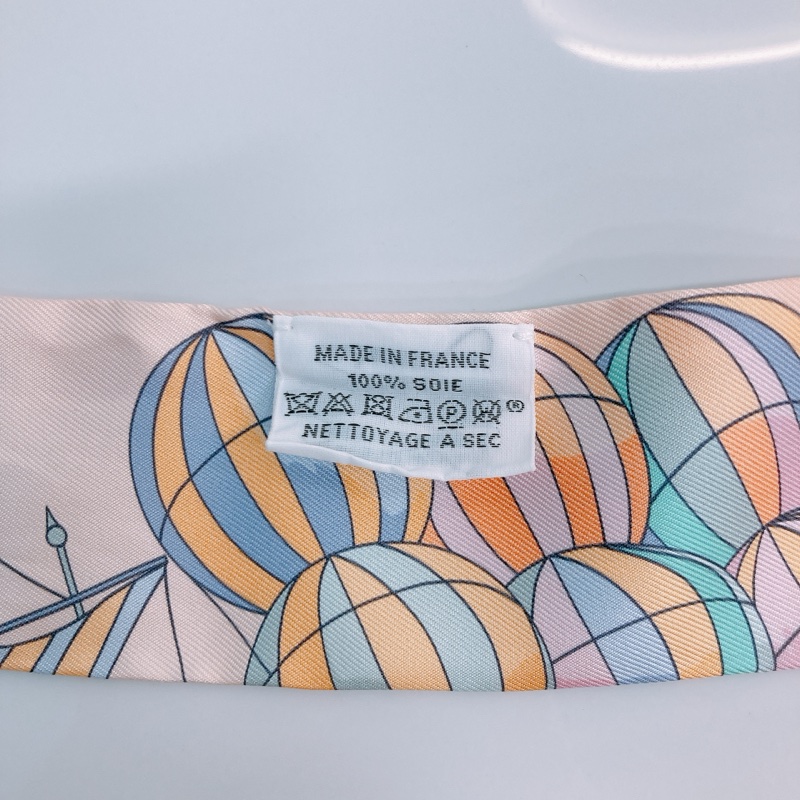 MADE IN FRANCE
100% SOIE
P ®
NETTOYAGE A SEC